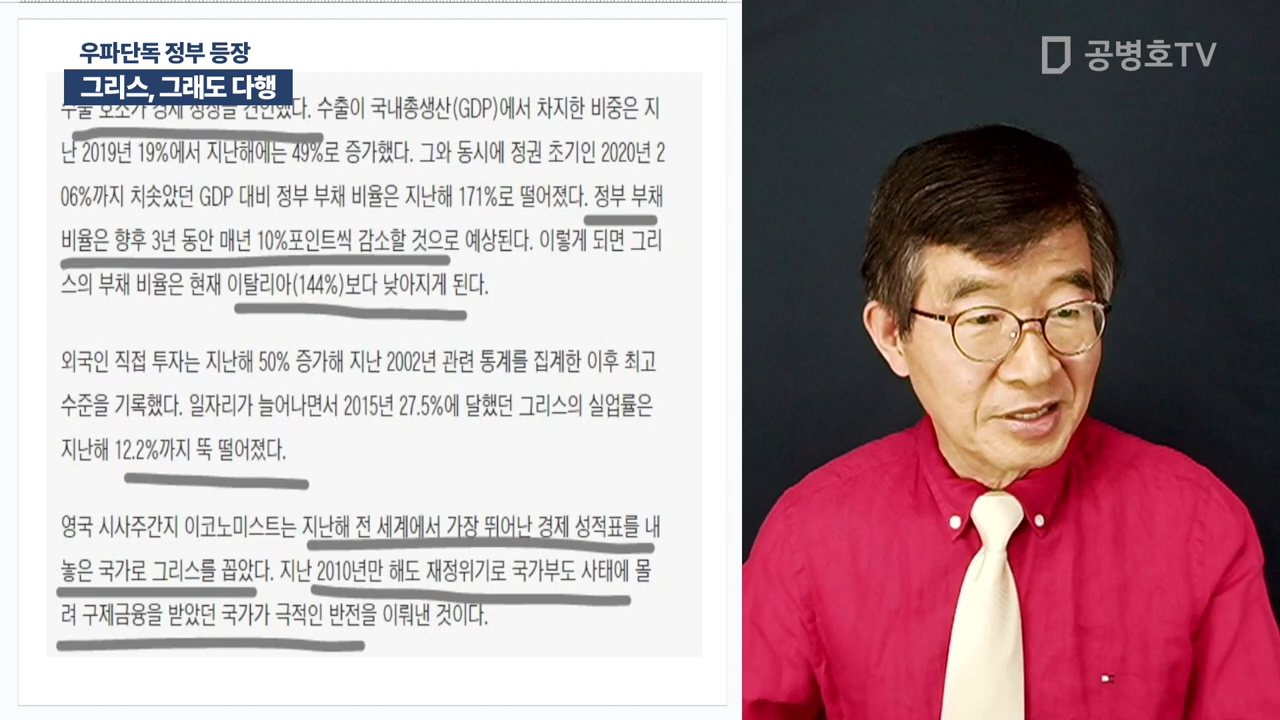 우파단독 정부 등장
그리스, 그래도 다행
공병호TV
수출이 국내총생산(GDP)에서 차지한 비중은 지
난 2019년 19%에서 지난해에는 49%로 증가했다. 그와 동시에 정권 초기인 2020년 2
06%까지 치솟았던 GDP 대비 정부 부채 비율은 지난해 171%로 떨어졌다. 정부 부채
비율은 향후 3년 동안 매년 10%포인트씩 감소할 것으로 예상된다. 이렇게 되면 그리
스의 부채 비율은 현재 이탈리아(144%)보다 낮아지게 된다.
외국인 직접 투자는 지난해 50% 증가해 지난 2002년 관련 통계를 집계한 이후 최고
수준을 기록했다. 일자리가 늘어나면서 2015년 27.5%에 달했던 그리스의 실업률은
지난해 12.2%까지 뚝 떨어졌다.
영국 시사주간지 이코노미스트는 지난해 전 세계에서 가장 뛰어난 경제 성적표를 내
놓은 국가로 그리스를 꼽았다. 지난 2010년만 해도 재정위기로 국가부도 사태에 몰
려 구제금융을 받았던 국가가 극적인 반전을 이뤄낸 것이다.